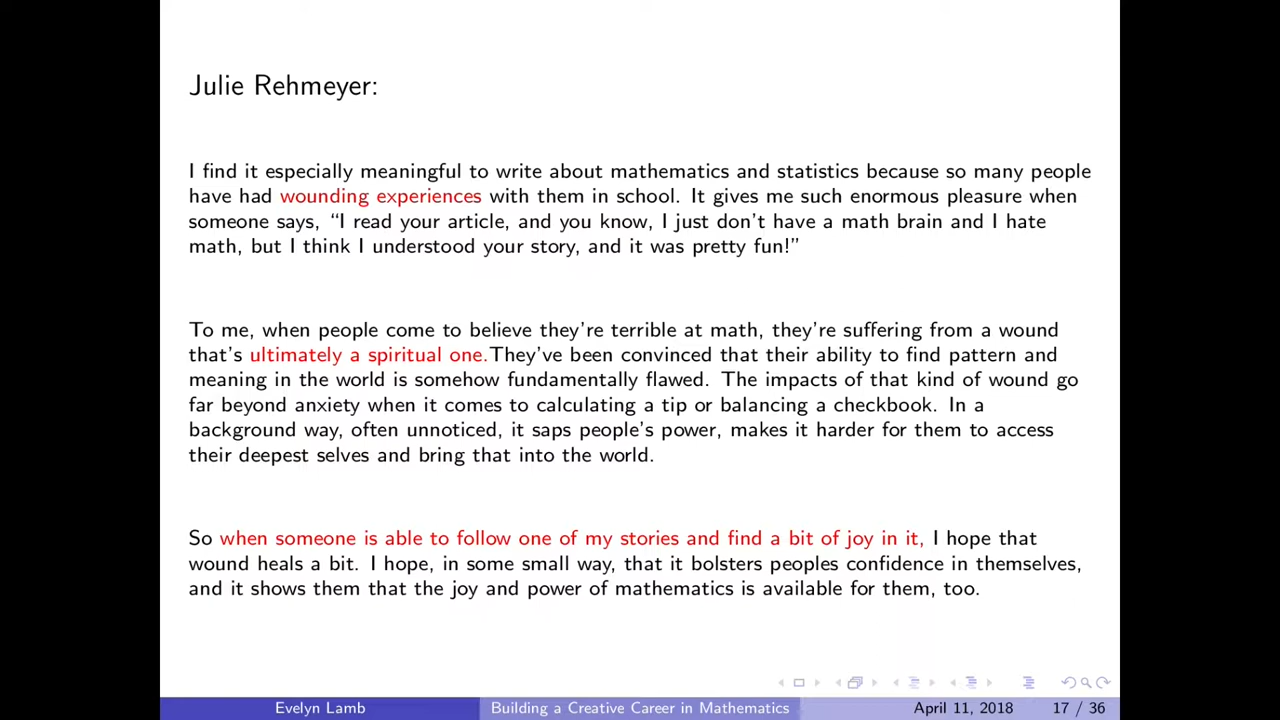 Julie Rehmeyer:
I find it especially meaningful to write about mathematics and statistics because so many people
have had wounding experiences with them in school. It gives me such enormous pleasure when
someone says, “I read your article, and you know, I just don’t have a math brain and I hate
math, but I think I understood your story, and it was pretty fun!”
To me, when people come to believe they’re terrible at math, they’re suffering from a wound
that’s ultimately a spiritual one.They’ve been convinced that their ability to find pattern and
meaning in the world is somehow fundamentally flawed. The impacts of that kind of wound go
far beyond anxiety when it comes to calculating a tip or balancing a checkbook. In a
background way, often unnoticed, it saps people’s power, makes it harder for them to access
their deepest selves and bring that into the world.
So when someone is able to follow one of my stories and find a bit of joy in it, I hope that
wound heals a bit. I hope, in some small way, that it bolsters peoples confidence in themselves,
and it shows them that the joy and power of mathematics is available for them, too.
Evelyn Lamb Building a Creative Career in Mathematics April 11, 2018 17 / 36